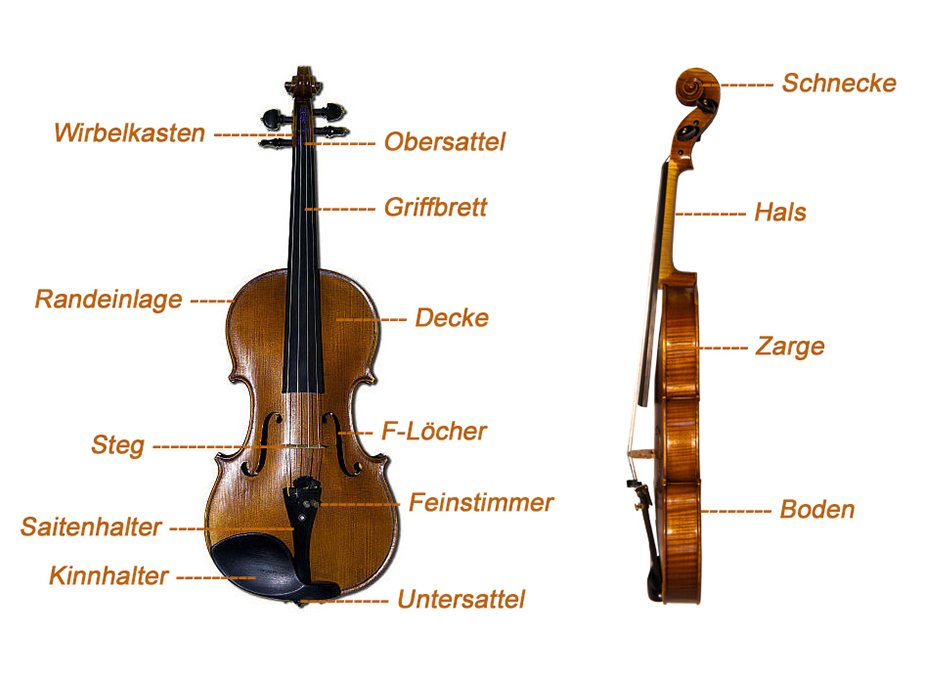 Schnecke
Wirbelkasten
Obersattel
Griffbrett
Hals
Randeinlage
Decke
Zarge
F-Löcher
Steg
Feinstimmer
Boden
Saitenhalter
Kinnhalter
Untersattel